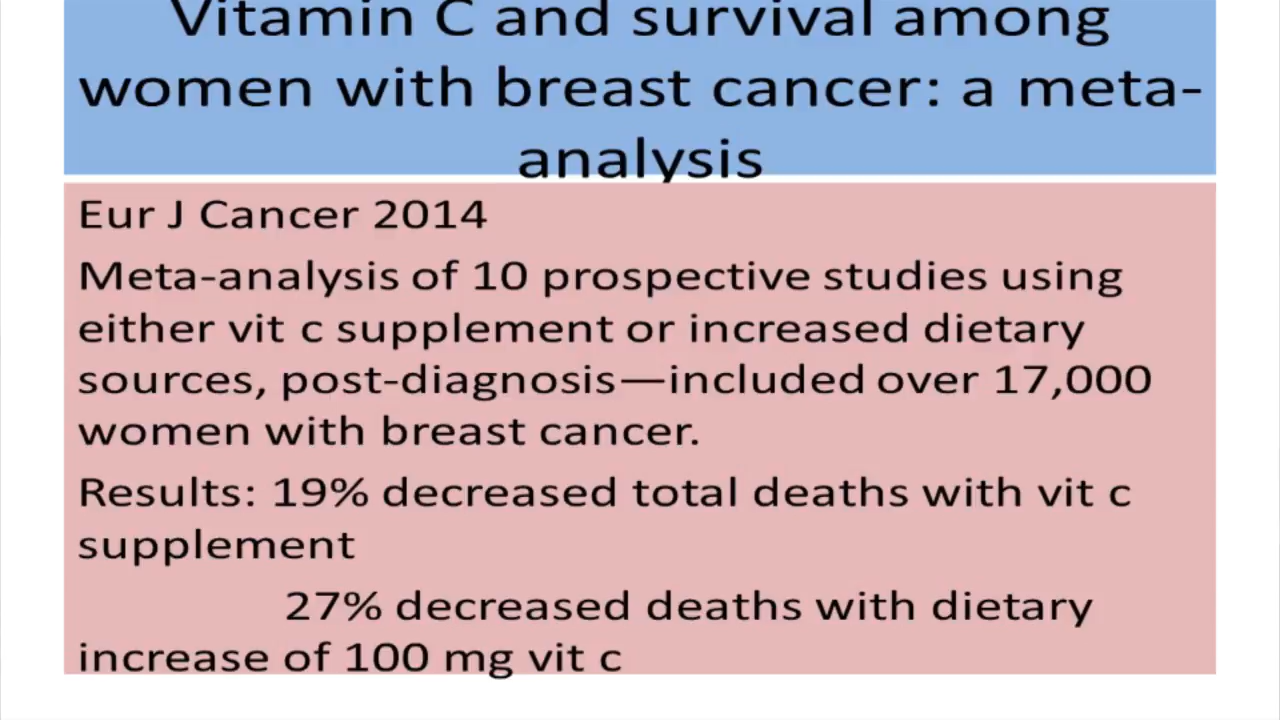 Vitamin C and survival among
women with breast cancer: a meta-
analysis
Eur J Cancer 2014
Meta-analysis of 10 prospective studies using
either vit c supplement or increased dietary
sources, post-diagnosis—included over 17,000
women with breast cancer.
Results: 19% decreased total deaths with vit c
supplement
27% decreased deaths with dietary
increase of 100 mg vit c